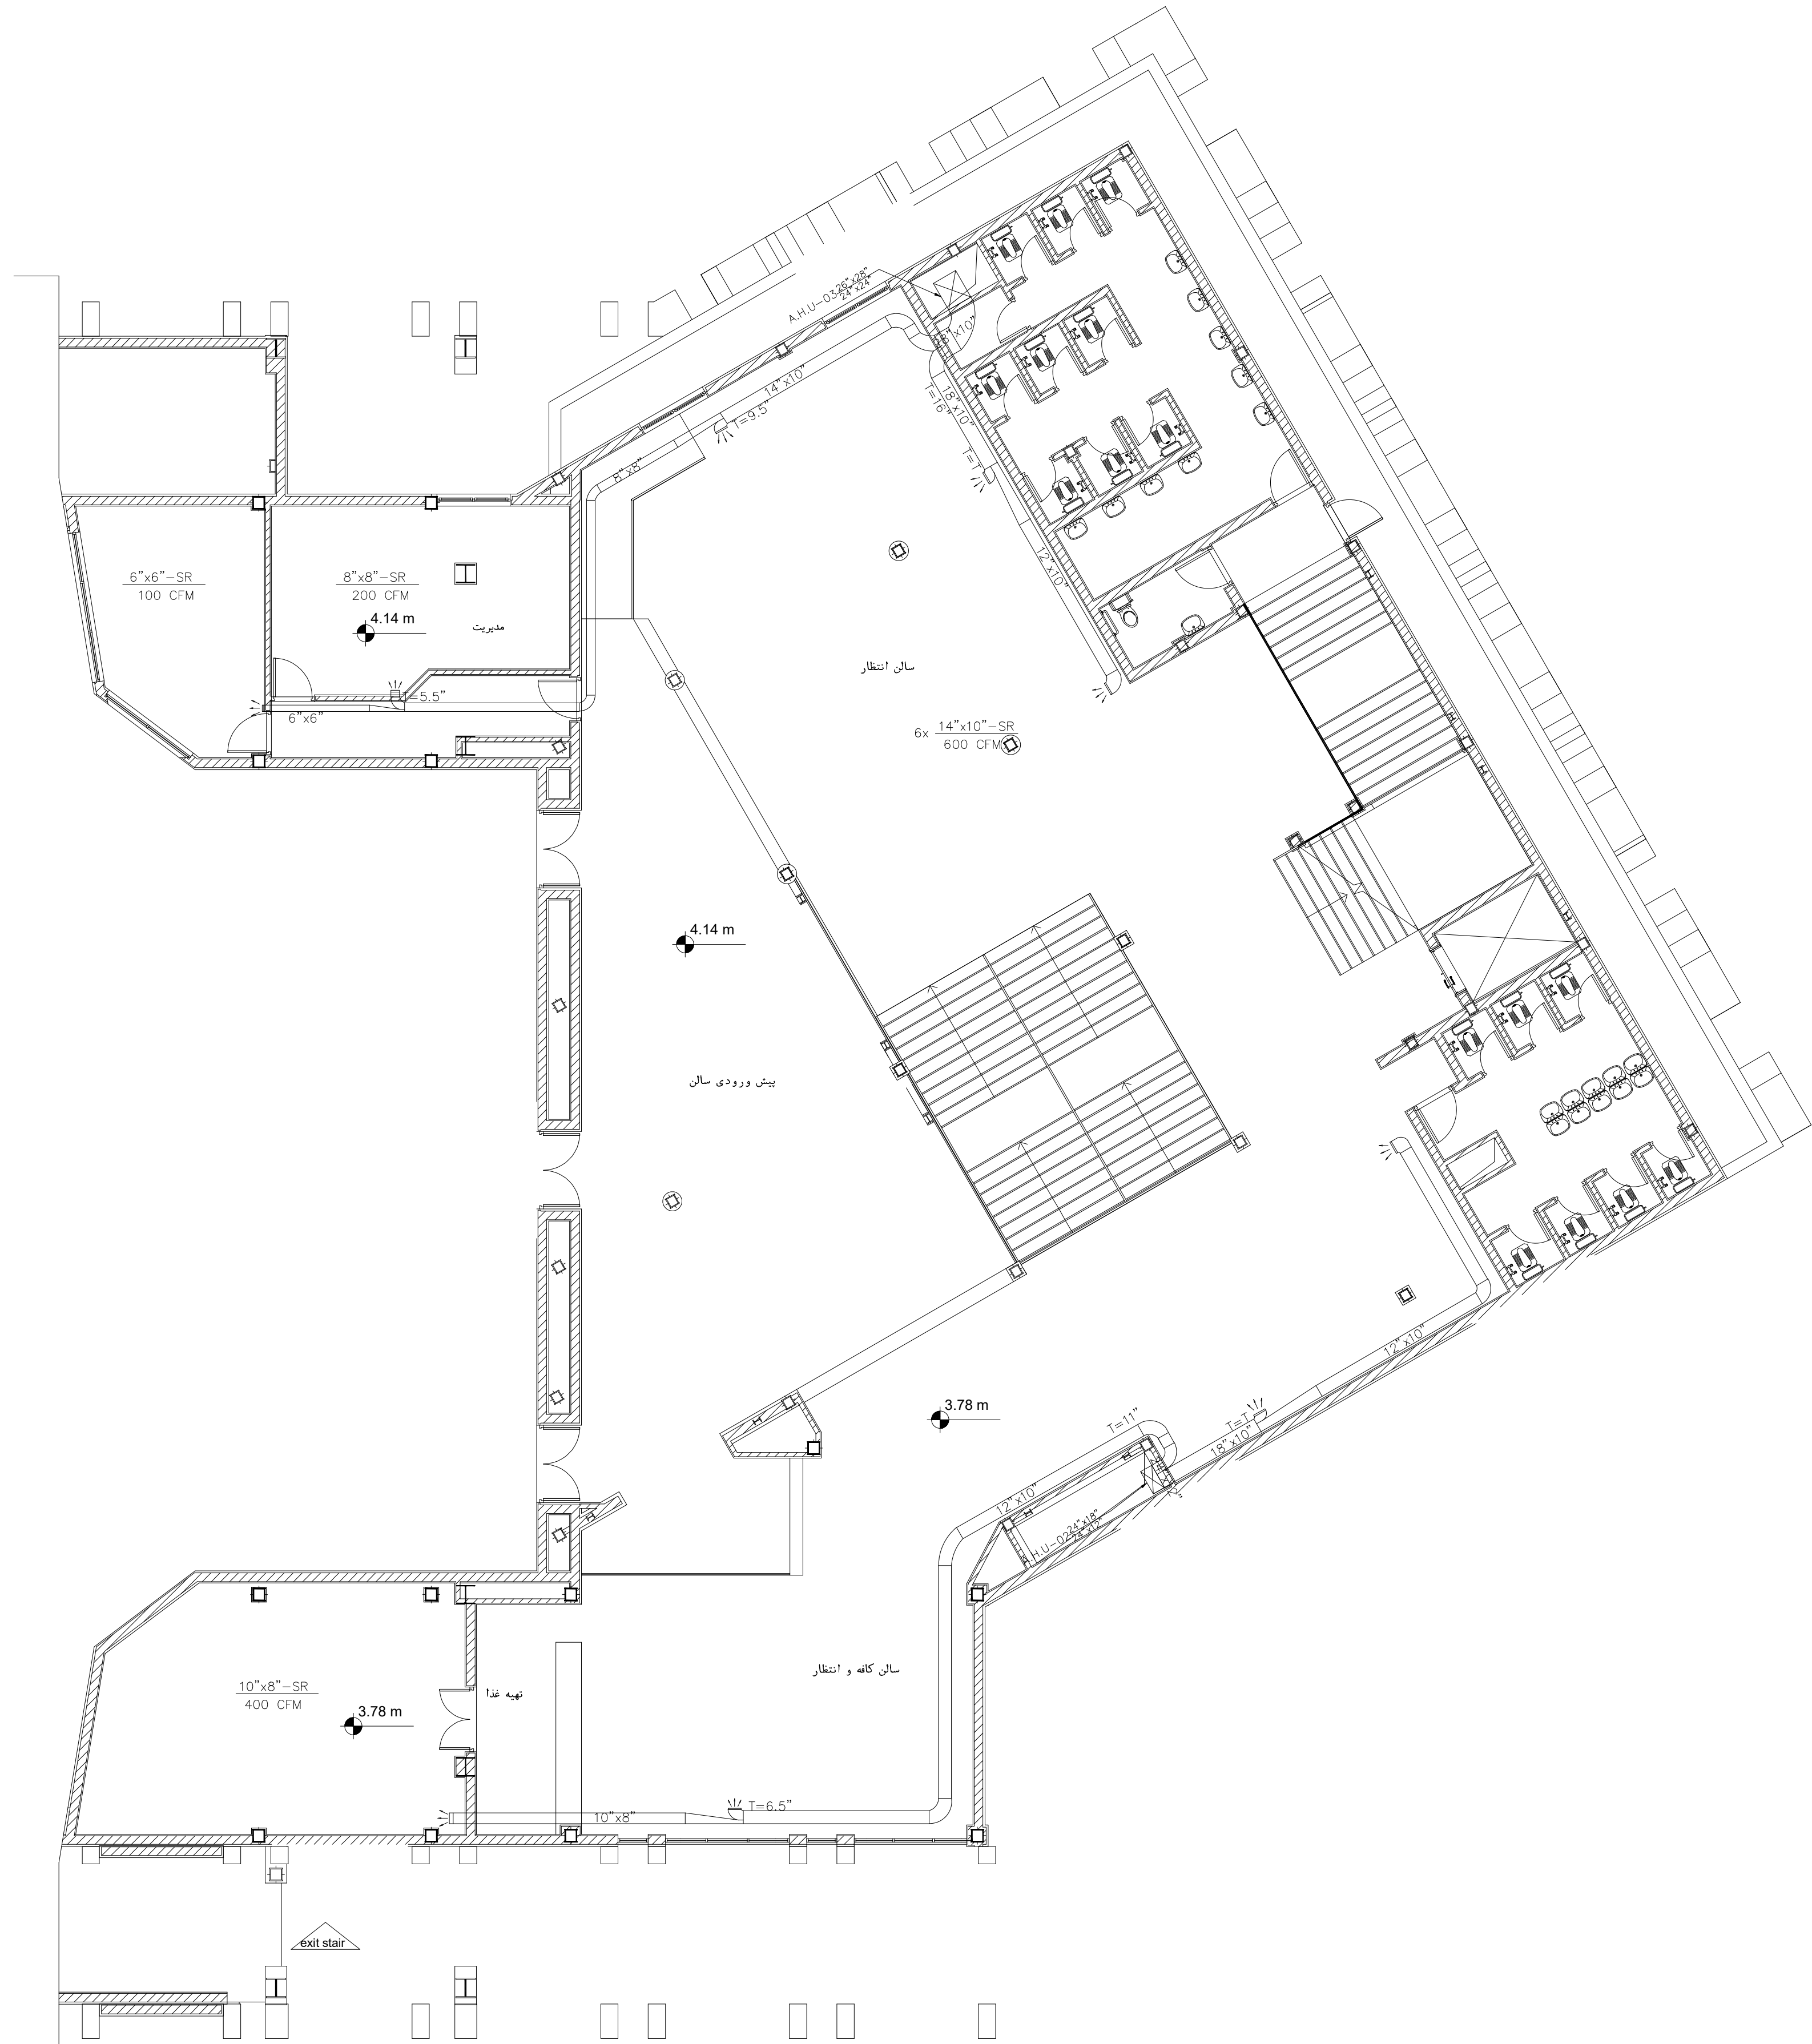 A.H.U-03
26"x28"
24"x24"
14"x10"
T=9.5"
8"x8"
18"x10"
T=16"
T=T
12"x10"
6"x6"-SR
100 CFM
8"x8"-SR
200 CFM
4.14 m
مدیریت
T=5.5"
6"x6"
سالن انتظار
6x 14"x10"-SR
600 CFM
4.14 m
پیش ورودی سالن
12"x10"
3.78 m
T=11"
T=T
18"x10"
12"x10"
A.H.U-02
24"x18"
24"x12"
سالن کافه و انتظار
تهیه غذا
10"x8"-SR
400 CFM
3.78 m
T=6.5"
10"x8"
exit stair